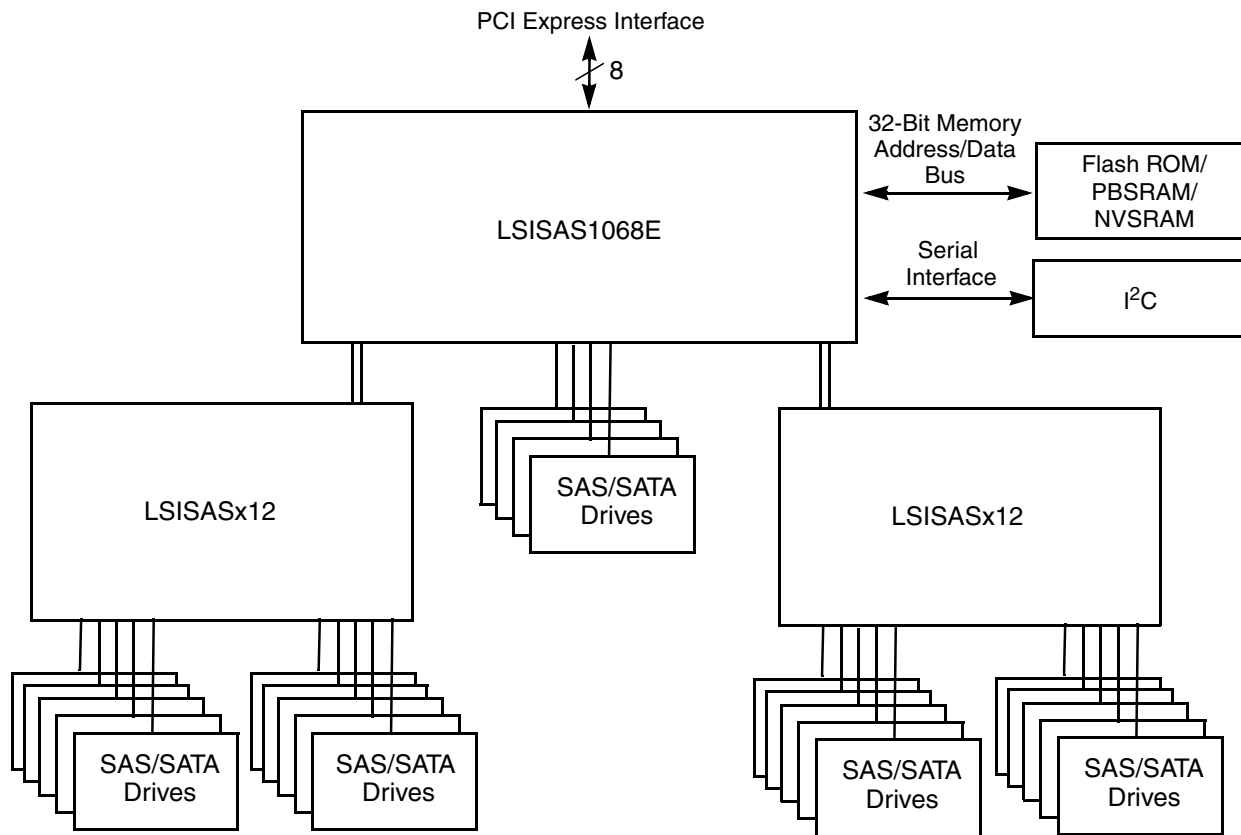 PCI Express Interface
8
32-Bit Memory
Address/Data
Bus
Flash ROM/
PBSRAM/
NVSRAM
LSISAS1068E
Serial
Interface
I²C
LSISASx12
SAS/SATA
Drives
LSISASx12
SAS/SATA
Drives
SAS/SATA
Drives
SAS/SATA
Drives
SAS/SATA
Drives